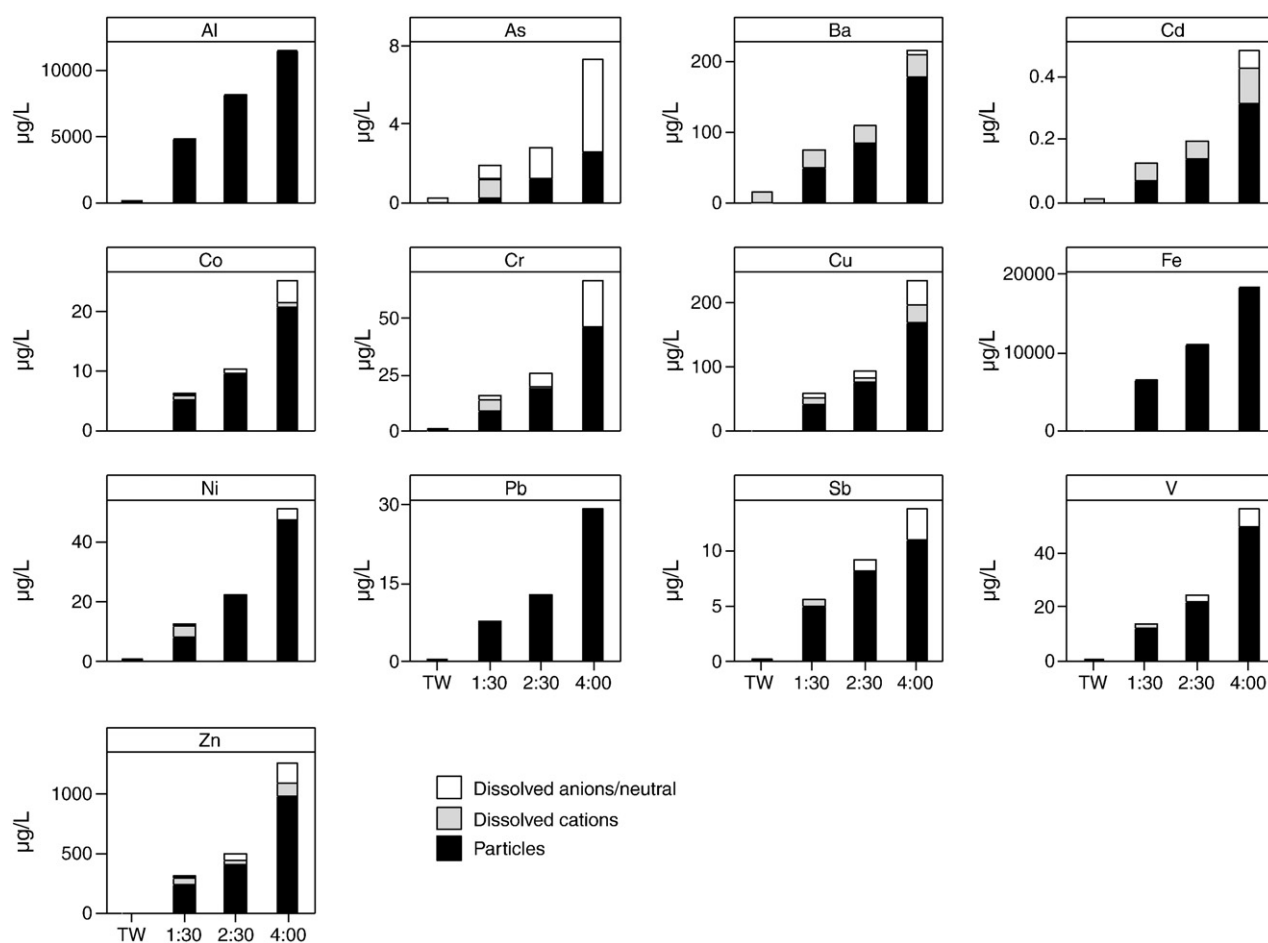 Al
As
Ba
Cd
10000
5000
0
µg/L
8
4
0
µg/L
200
100
0
µg/L
0.4
0.2
0.0
µg/L
Co
Cr
Cu
Fe
20
10
0
µg/L
50
25
0
µg/L
200
100
0
µg/L
20000
10000
0
µg/L
Ni
Pb
Sb
V
40
20
0
µg/L
30
15
0
µg/L
10
5
0
µg/L
40
20
0
µg/L
TW 1:30 2:30 4:00
TW 1:30 2:30 4:00
TW 1:30 2:30 4:00
Zn
1000
500
0
µg/L
TW 1:30 2:30 4:00
Dissolved anions/neutral
Dissolved cations
Particles